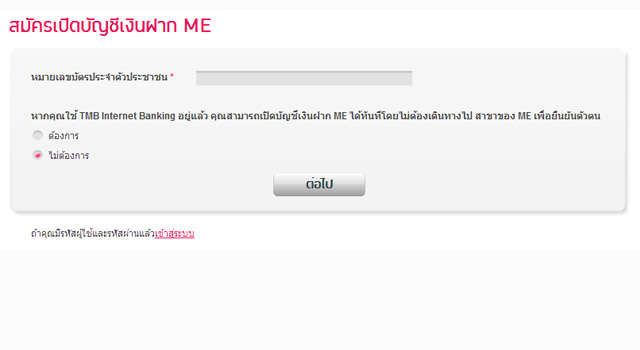 สมัครเปิดบัญชีเงินฝาก ME
หมายเลขบัตรประจำตัวประชาชน *
หากคุณใช้ TMB Internet Banking อยู่แล้ว คุณสามารถเปิดบัญชีเงินฝาก ME ได้ทันทีโดยไม่ต้องเดินทางไป สาขาของ ME เพื่อยืนยันตัวตน
ต้องการ
ไม่ต้องการ
ต่อไป
ถ้าคุณมีรหัสผู้ใช้และรหัสผ่านแล้วเข้าสู่ระบบ